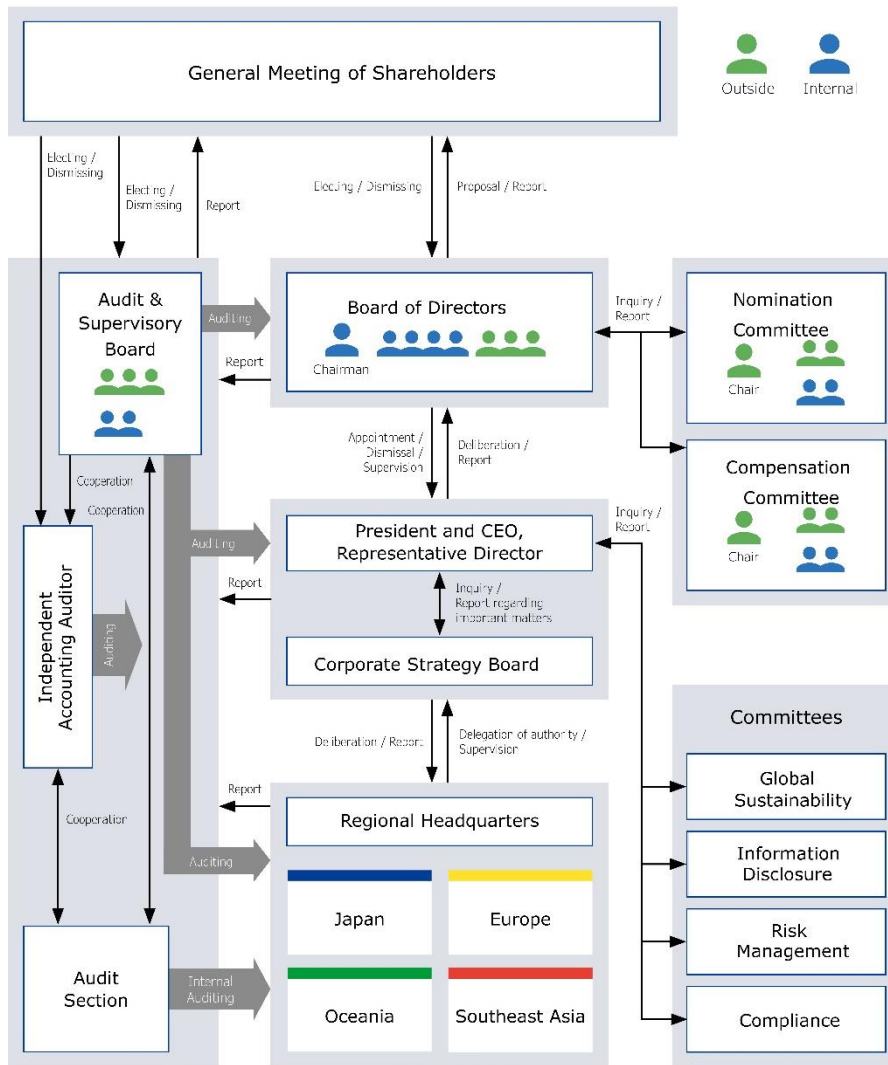 General Meeting of Shareholders
Outside
Internal
Electing /
Dismissing
Electing /
Dismissing
Report
Electing / Dismissing
Proposal / Report
Audit &
Supervisory
Board
Auditing
Report
Board of Directors
Chairman
Inquiry /
Report
Nomination
Committee
Chair
Compensation
Committee
Chair
Appointment /
Dismissal /
Supervision
Deliberation /
Report
Cooperation
Cooperation
Auditing
Report
President and CEO,
Representative Director
Inquiry /
Report
Inquiry /
Report regarding
important matters
Corporate Strategy Board
Independent
Accounting Auditor
Auditing
Deliberation / Report
Delegation of authority /
Supervision
Committees
Global
Sustainability
Information
Disclosure
Risk
Management
Compliance
Report
Regional Headquarters
Cooperation
Auditing
Japan
Europe
Oceania
Southeast Asia
Audit
Section
Internal
Auditing